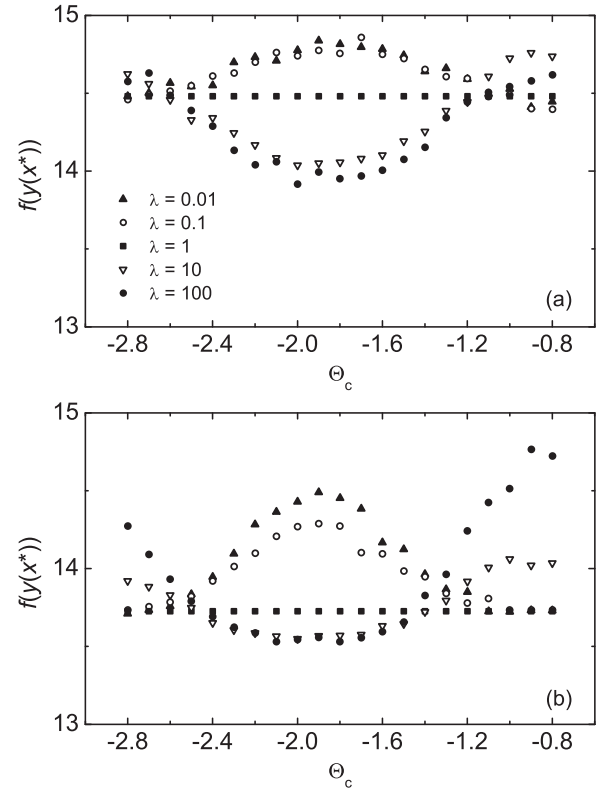 15
14
13
f(y(x*))
▲ λ = 0.01
○ λ = 0.1
■ λ = 1
▽ λ = 10
● λ = 100
(a)
-2.8 -2.4 -2.0 -1.6 -1.2 -0.8
Θc
15
14
13
f(y(x*))
(b)
-2.8 -2.4 -2.0 -1.6 -1.2 -0.8
Θc